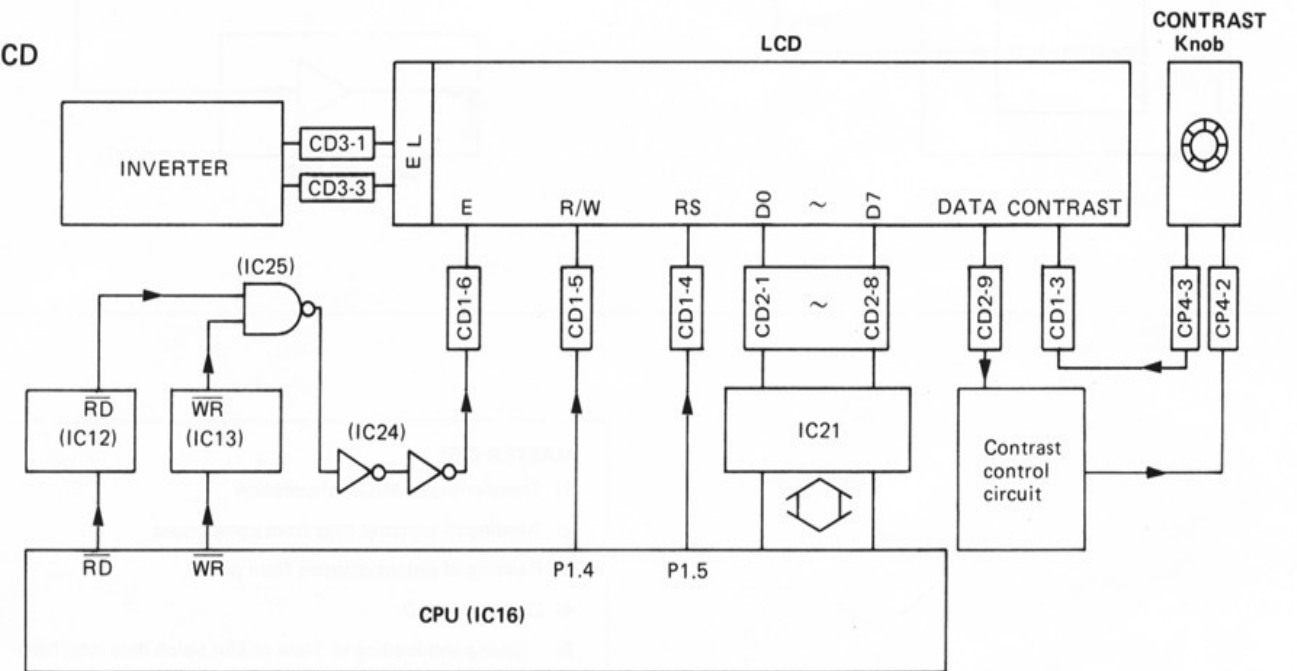 CONTRAST
Knob
CD
LCD
INVERTER
CD3-1
CD3-3
EL
E
R/W
RS
D0
~
D7
DATA
CONTRAST
(IC25)
CD1-6
CD1-5
CD1-4
CD2-1
~
CD2-8
CD2-9
CD1-3
CP4-3
CP4-2
RD
(IC12)
WR
(IC13)
(IC24)
IC21
Contrast
control
circuit
RD
WR
P1.4
P1.5
CPU (IC16)